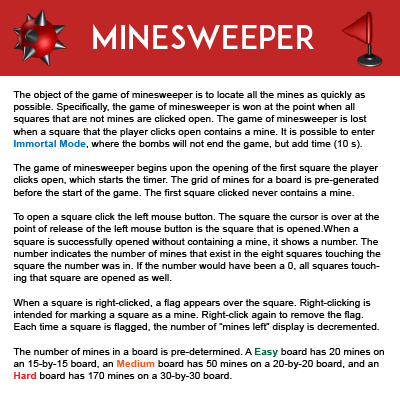 MINESWEEPER
The object of the game of minesweeper is to locate all the mines as quickly as
possible. Specifically, the game of minesweeper is won at the point when all
squares that are not mines are clicked open. The game of minesweeper is lost
when a square that the player clicks open contains a mine. It is possible to enter
Immortal Mode, where the bombs will not end the game, but add time (10 s).
The game of minesweeper begins upon the opening of the first square the player
clicks open, which starts the timer. The grid of mines for a board is pre-generated
before the start of the game. The first square clicked never contains a mine.
To open a square click the left mouse button. The square the cursor is over at the
point of release of the left mouse button is the square that is opened.When a
square is successfully opened without containing a mine, it shows a number. The
number indicates the number of mines that exist in the eight squares touching the
square the number was in. If the number would have been a 0, all squares touch-
ing that square are opened as well.
When a square is right-clicked, a flag appears over the square. Right-clicking is
intended for marking a square as a mine. Right-click again to remove the flag.
Each time a square is flagged, the number of “mines left” display is decremented.
The number of mines in a board is pre-determined. A Easy board has 20 mines on
an 15-by-15 board, an Medium board has 50 mines on a 20-by-20 board, and an
Hard board has 170 mines on a 30-by-30 board.